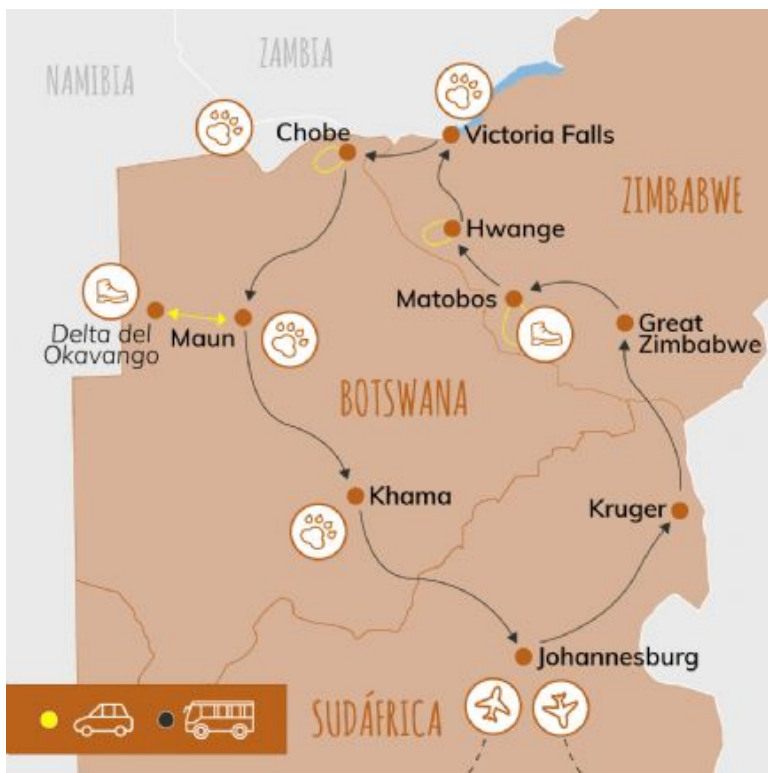 ZAMBIA
NAMIBIA
Chobe
Victoria Falls
ZIMBABWE
Hwange
Matobos
Great
Zimbabwe
Delta del
Okavango
Maun
BOTSWANA
Khama
Kruger
Johannesburg
SUDÁFRICA